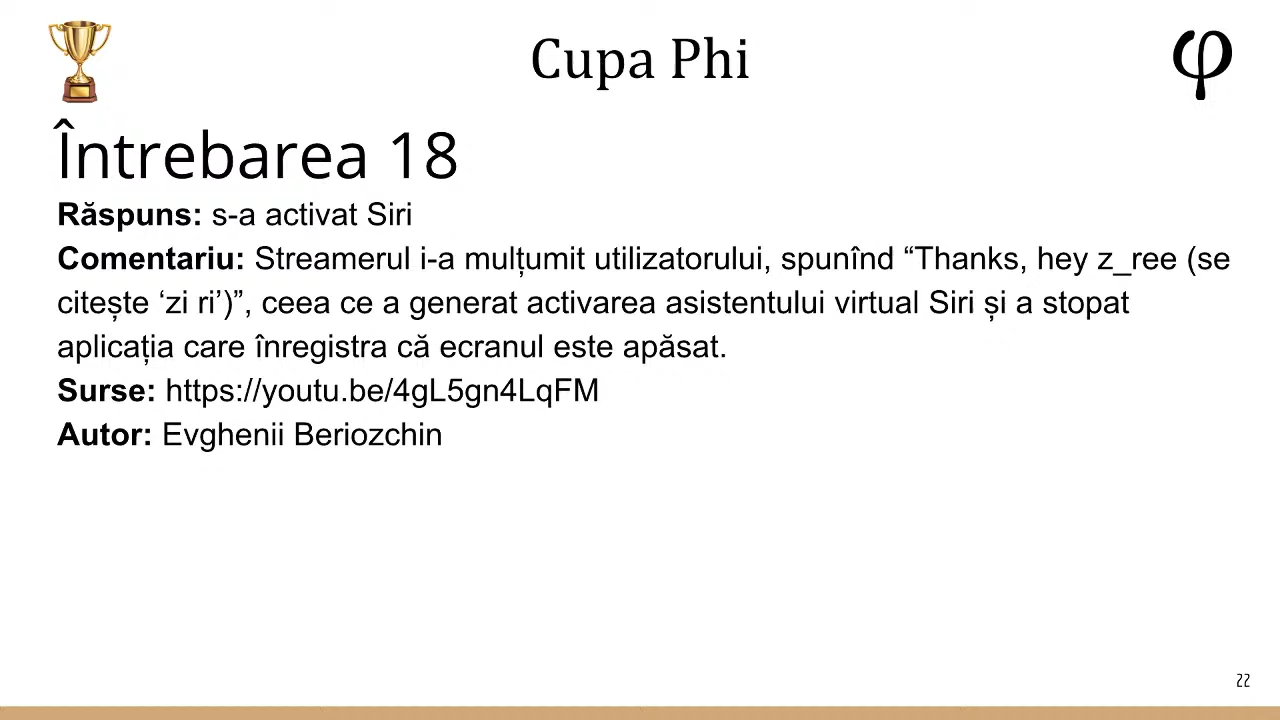 Cupa Phi
φ
Întrebarea 18
Răspuns: s-a activat Siri
Comentariu: Streamerul i-a mulțumit utilizatorului, spunînd “Thanks, hey z_ree (se
citește ‘zi ri’)”, ceea ce a generat activarea asistentului virtual Siri și a stopat
aplicația care înregistra că ecranul este apăsat.
Surse: https://youtu.be/4gL5gn4LqFM
Autor: Evghenii Beriozchin
22